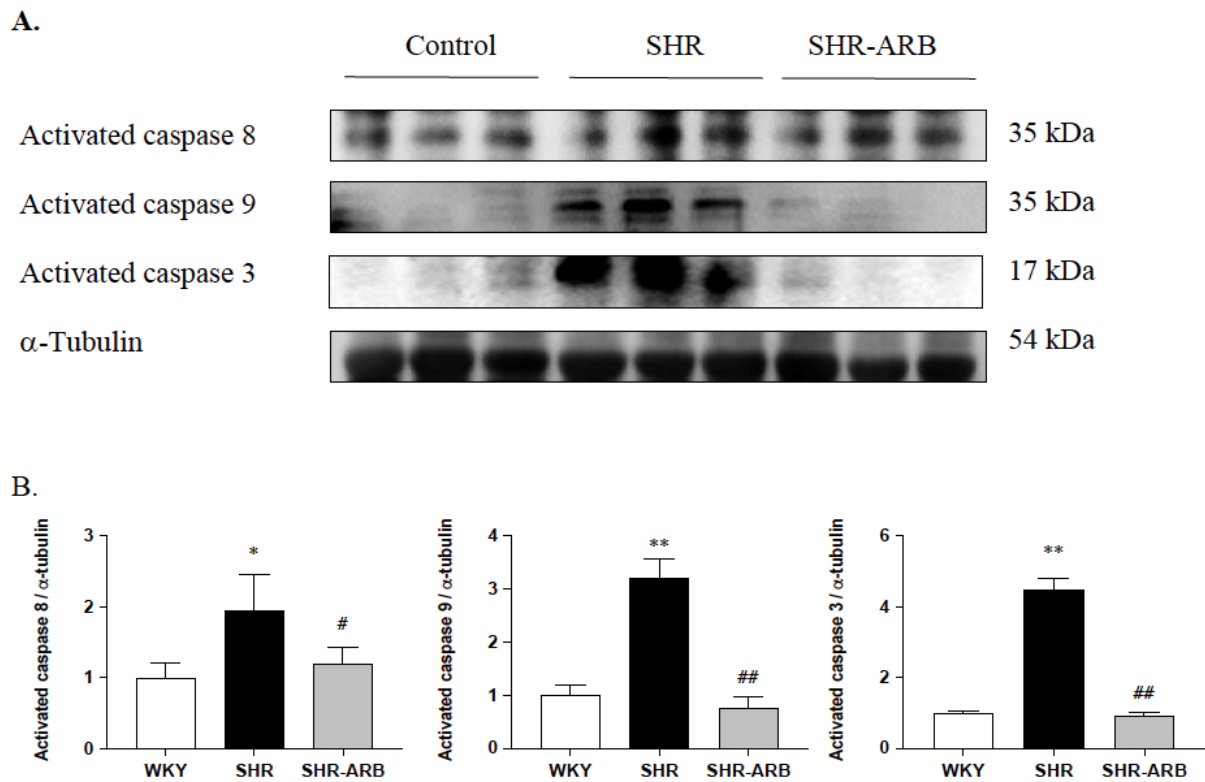 A.
Control SHR SHR-ARB
Activated caspase 8 35 kDa
Activated caspase 9 35 kDa
Activated caspase 3 17 kDa
α-Tubulin 54 kDa
B.
Activated caspase 8 / α-tubulin
3
2
1
0
*
#
WKY SHR SHR-ARB
Activated caspase 9 / α-tubulin
4
3
2
1
0
**
##
WKY SHR SHR-ARB
Activated caspase 3 / α-tubulin
6
4
2
0
**
##
WKY SHR SHR-ARB